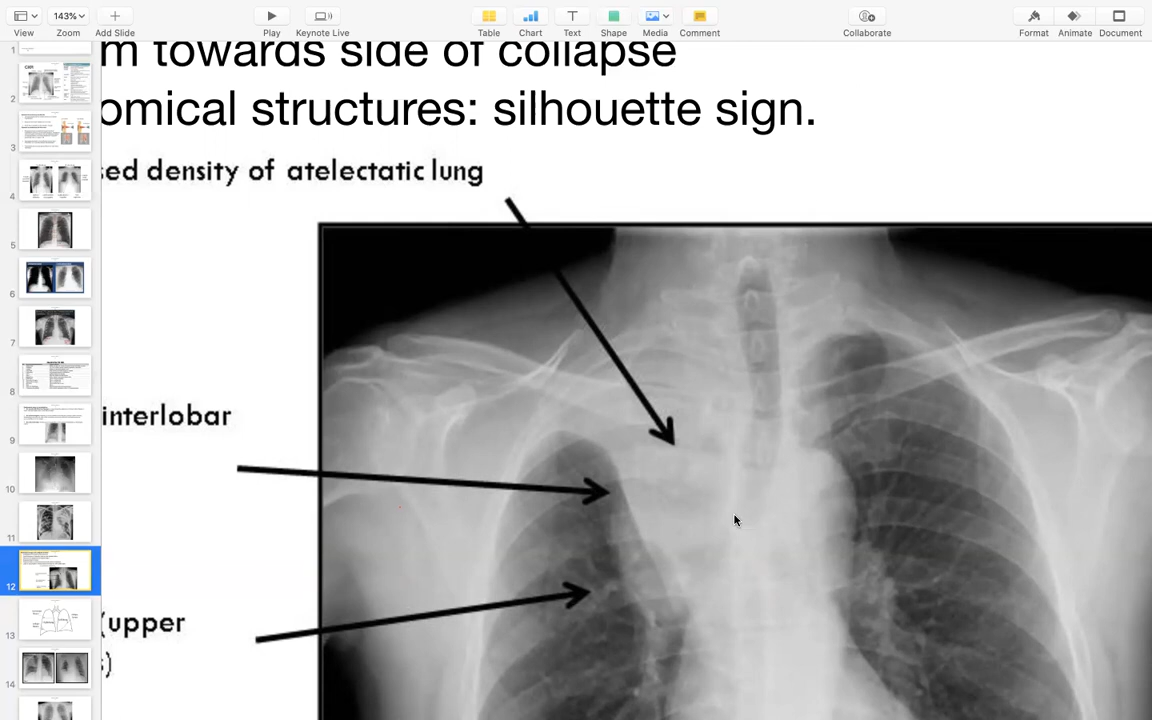 143%
View
Zoom
Add Slide
Play
Keynote Live
Table
Chart
Text
Shape
Media
Comment
Collaborate
Format
Animate
Document
m towards side of collapse
omical structures: silhouette sign.
sed density of atelectatic lung
interlobar
(upper
s)
1
2
3
4
5
6
7
8
9
10
11
12
13
14